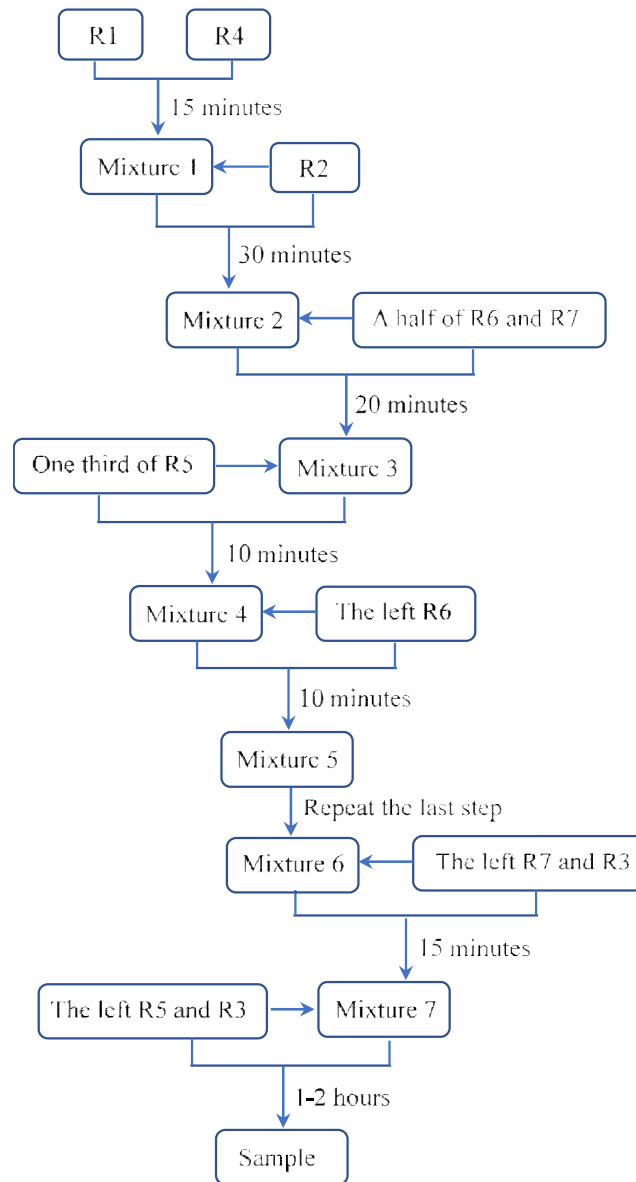 R1
R4
15 minutes
Mixture 1
R2
30 minutes
Mixture 2
A half of R6 and R7
20 minutes
One third of R5
Mixture 3
10 minutes
Mixture 4
The left R6
10 minutes
Mixture 5
Repeat the last step
Mixture 6
The left R7 and R3
15 minutes
The left R5 and R3
Mixture 7
1-2 hours
Sample